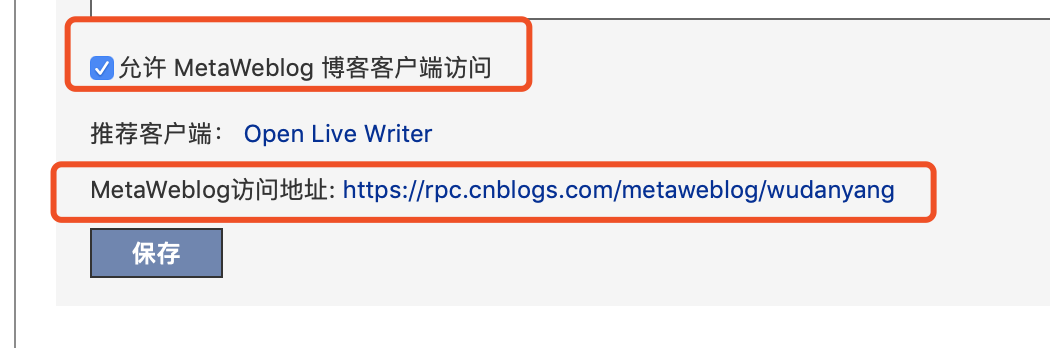 允许 MetaWeblog 博客客户端访问
推荐客户端： Open Live Writer
MetaWeblog访问地址: https://rpc.cnblogs.com/metaweblog/wudanyang
保存